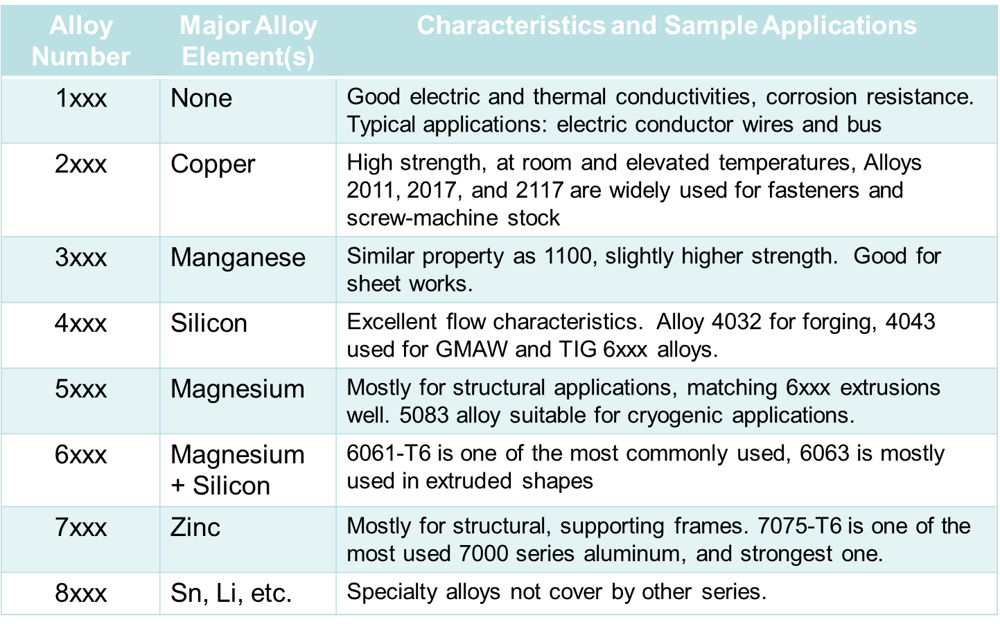 Alloy Number
Major Alloy Element(s)
Characteristics and Sample Applications
1xxx
None
Good electric and thermal conductivities, corrosion resistance.
Typical applications: electric conductor wires and bus
2xxx
Copper
High strength, at room and elevated temperatures, Alloys
2011, 2017, and 2117 are widely used for fasteners and
screw-machine stock
3xxx
Manganese
Similar property as 1100, slightly higher strength.  Good for
sheet works.
4xxx
Silicon
Excellent flow characteristics.  Alloy 4032 for forging, 4043
used for GMAW and TIG 6xxx alloys.
5xxx
Magnesium
Mostly for structural applications, matching 6xxx extrusions
well. 5083 alloy suitable for cryogenic applications.
6xxx
Magnesium
+ Silicon
6061-T6 is one of the most commonly used, 6063 is mostly
used in extruded shapes
7xxx
Zinc
Mostly for structural, supporting frames. 7075-T6 is one of the
most used 7000 series aluminum, and strongest one.
8xxx
Sn, Li, etc.
Specialty alloys not cover by other series.